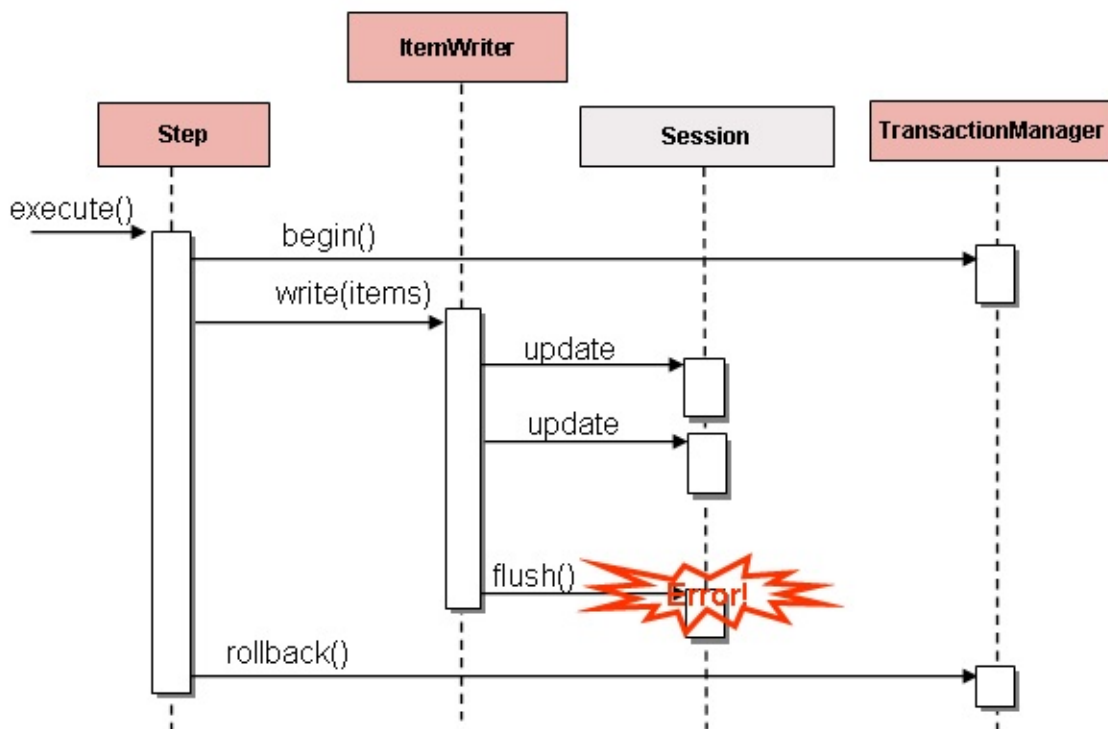 ItemWriter
Step
Session
TransactionManager
execute()
begin()
write(items)
update
update
flush()
Error!
rollback()